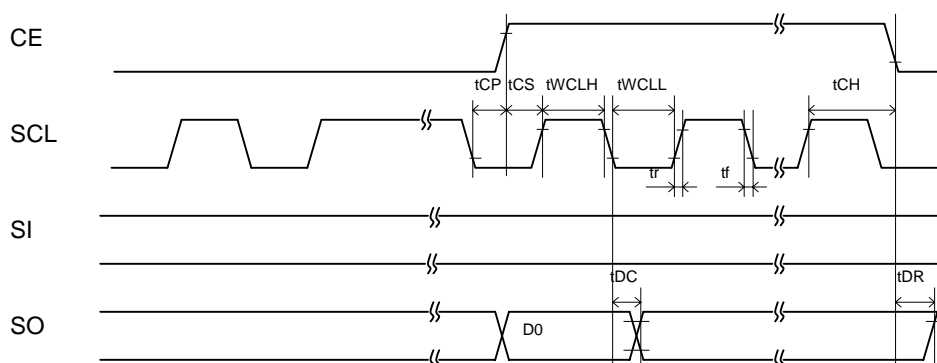 CE
tCP tCS tWCLH tWCLL tCH
SCL
tr tf
SI
tDC tDR
SO D0